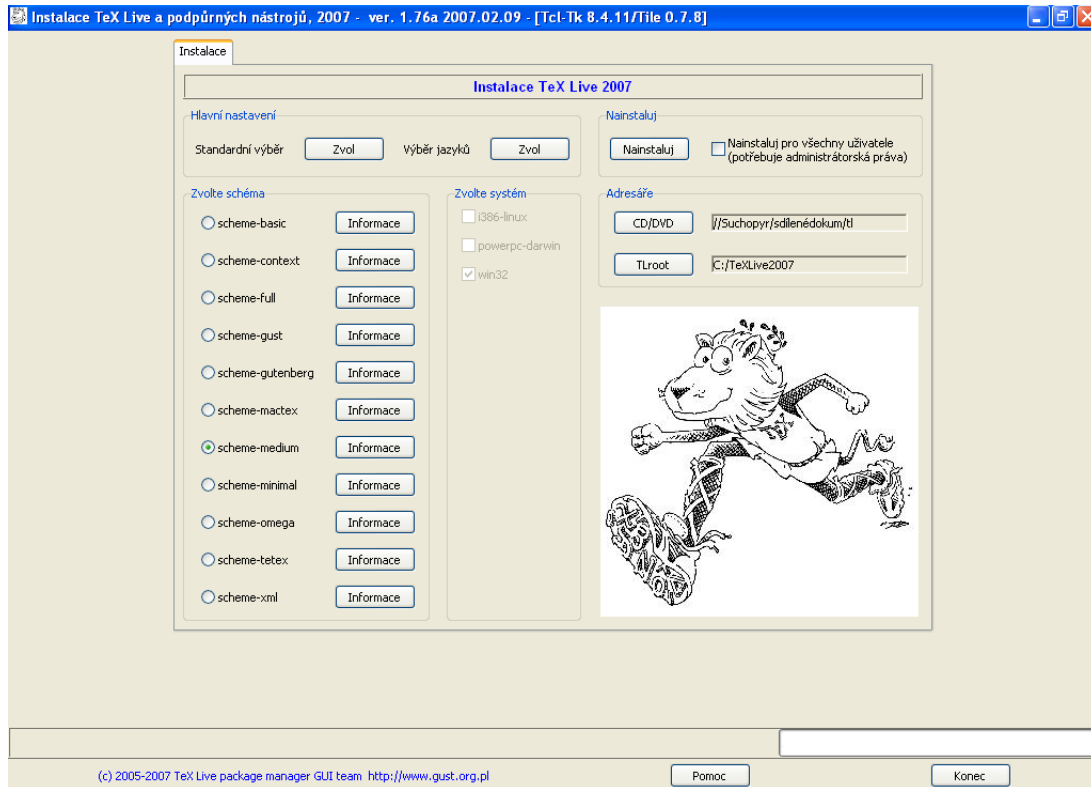 Instalace TeX Live a podpůrných nástrojů, 2007 - ver. 1.76a 2007.02.09 - [Tcl-Tk 8.4.11/Tile 0.7.8]
Instalace
Instalace TeX Live 2007
Hlavní nastavení
Standardní výběr
Zvol
Výběr jazyků
Zvol
Nainstaluj
Nainstaluj
Nainstaluj pro všechny uživatele
(potřebuje administrátorská práva)
Zvolte schéma
scheme-basic Informace
scheme-context Informace
scheme-full Informace
scheme-gust Informace
scheme-gutenberg Informace
scheme-mactex Informace
scheme-medium Informace
scheme-minimal Informace
scheme-omega Informace
scheme-tetex Informace
scheme-xml Informace
Zvolte systém
i386-linux
powerpc-darwin
win32
Adresáře
CD/DVD //Suchopyr/sdílenédokum/tl
TLroot C:/TeXLive2007
(c) 2005-2007 TeX Live package manager GUI team http://www.gust.org.pl
Pomoc
Konec